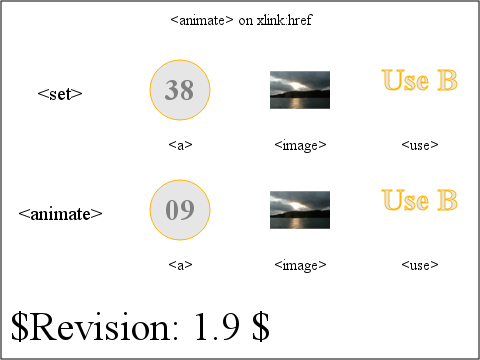 <animate> on xlink:href
<set> 38 Use B
<a> <image> <use>
<animate> 09 Use B
<a> <image> <use>
$Revision: 1.9 $